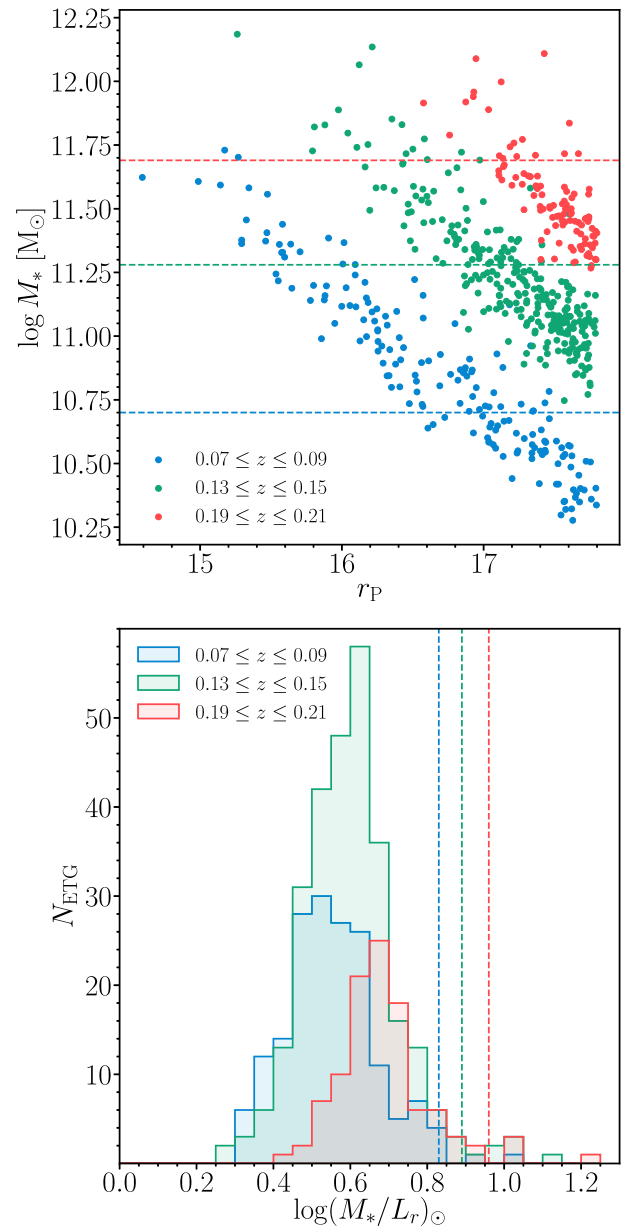 12.25
12.00
11.75
11.50
11.25
11.00
10.75
10.50
10.25
log M∗ [M⊙]
0.07 ≤ z ≤ 0.09
0.13 ≤ z ≤ 0.15
0.19 ≤ z ≤ 0.21
15 16 17
r_P
0.07 ≤ z ≤ 0.09
0.13 ≤ z ≤ 0.15
0.19 ≤ z ≤ 0.21
50
40
30
20
10
N_ETG
0.0 0.2 0.4 0.6 0.8 1.0 1.2
log(M∗/L_r)⊙